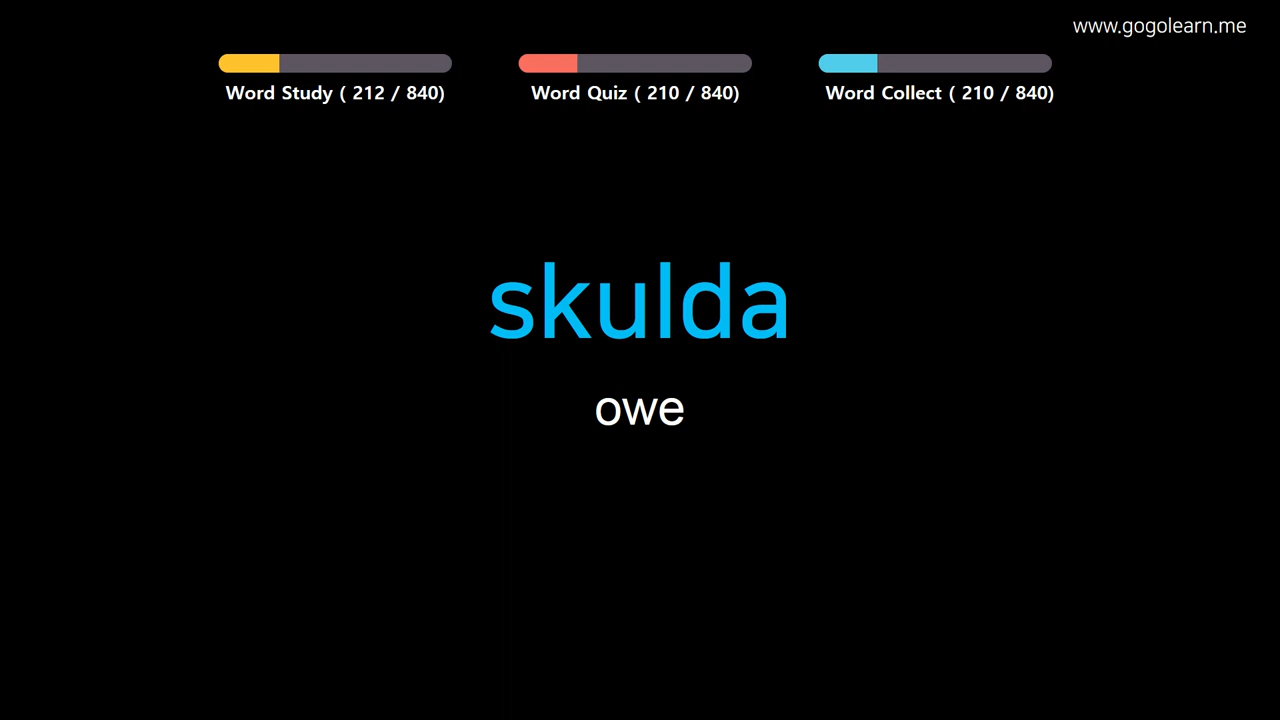 www.gogolearn.me
Word Study ( 212 / 840)
Word Quiz ( 210 / 840)
Word Collect ( 210 / 840)
skulda
owe